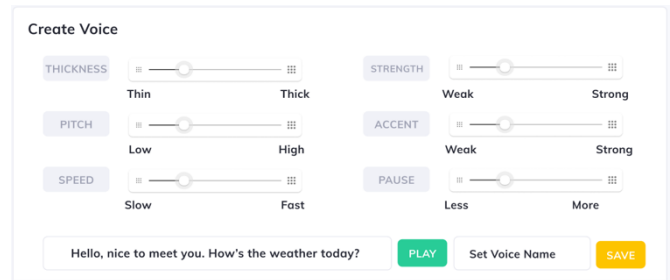 Create Voice
THICKNESS
Thin Thick
STRENGTH
Weak Strong
PITCH
Low High
ACCENT
Weak Strong
SPEED
Slow Fast
PAUSE
Less More
Hello, nice to meet you. How's the weather today? PLAY Set Voice Name SAVE